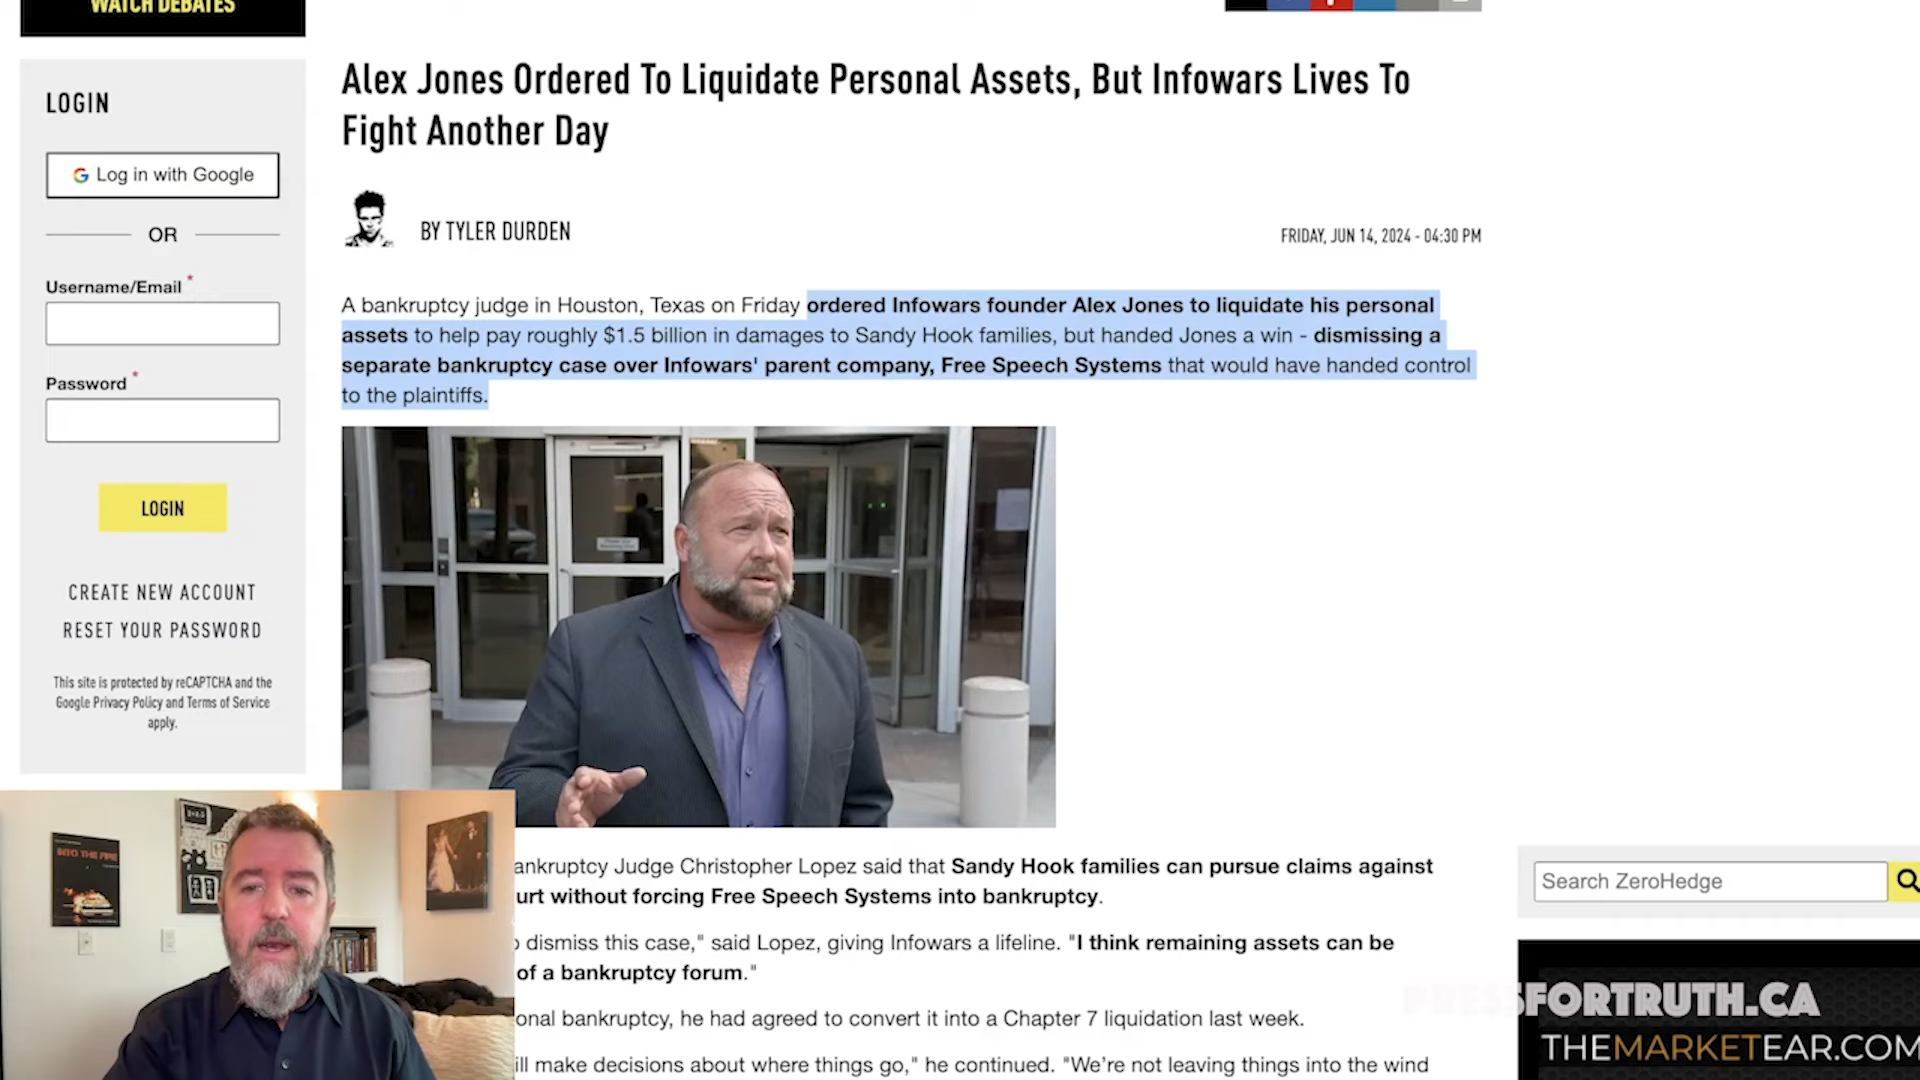 WATCH DEBATES
LOGIN
Log in with Google
OR
Username/Email *
Password *
LOGIN
CREATE NEW ACCOUNT
RESET YOUR PASSWORD
This site is protected by reCAPTCHA and the
Google Privacy Policy and Terms of Service
apply.
Alex Jones Ordered To Liquidate Personal Assets, But Infowars Lives To
Fight Another Day
BY TYLER DURDEN
FRIDAY, JUN 14, 2024 - 04:30 PM
A bankruptcy judge in Houston, Texas on Friday ordered Infowars founder Alex Jones to liquidate his personal
assets to help pay roughly $1.5 billion in damages to Sandy Hook families, but handed Jones a win - dismissing a
separate bankruptcy case over Infowars' parent company, Free Speech Systems that would have handed control
to the plaintiffs.
ankruptcy Judge Christopher Lopez said that Sandy Hook families can pursue claims against
urt without forcing Free Speech Systems into bankruptcy.
dismiss this case," said Lopez, giving Infowars a lifeline. "I think remaining assets can be
of a bankruptcy forum."
onal bankruptcy, he had agreed to convert it into a Chapter 7 liquidation last week.
ill make decisions about where things go," he continued. "We're not leaving things into the wind
INTO THE FIRE
Search ZeroHedge
PRESSFORTRUTH.CA
THEMARKETEAR.COM